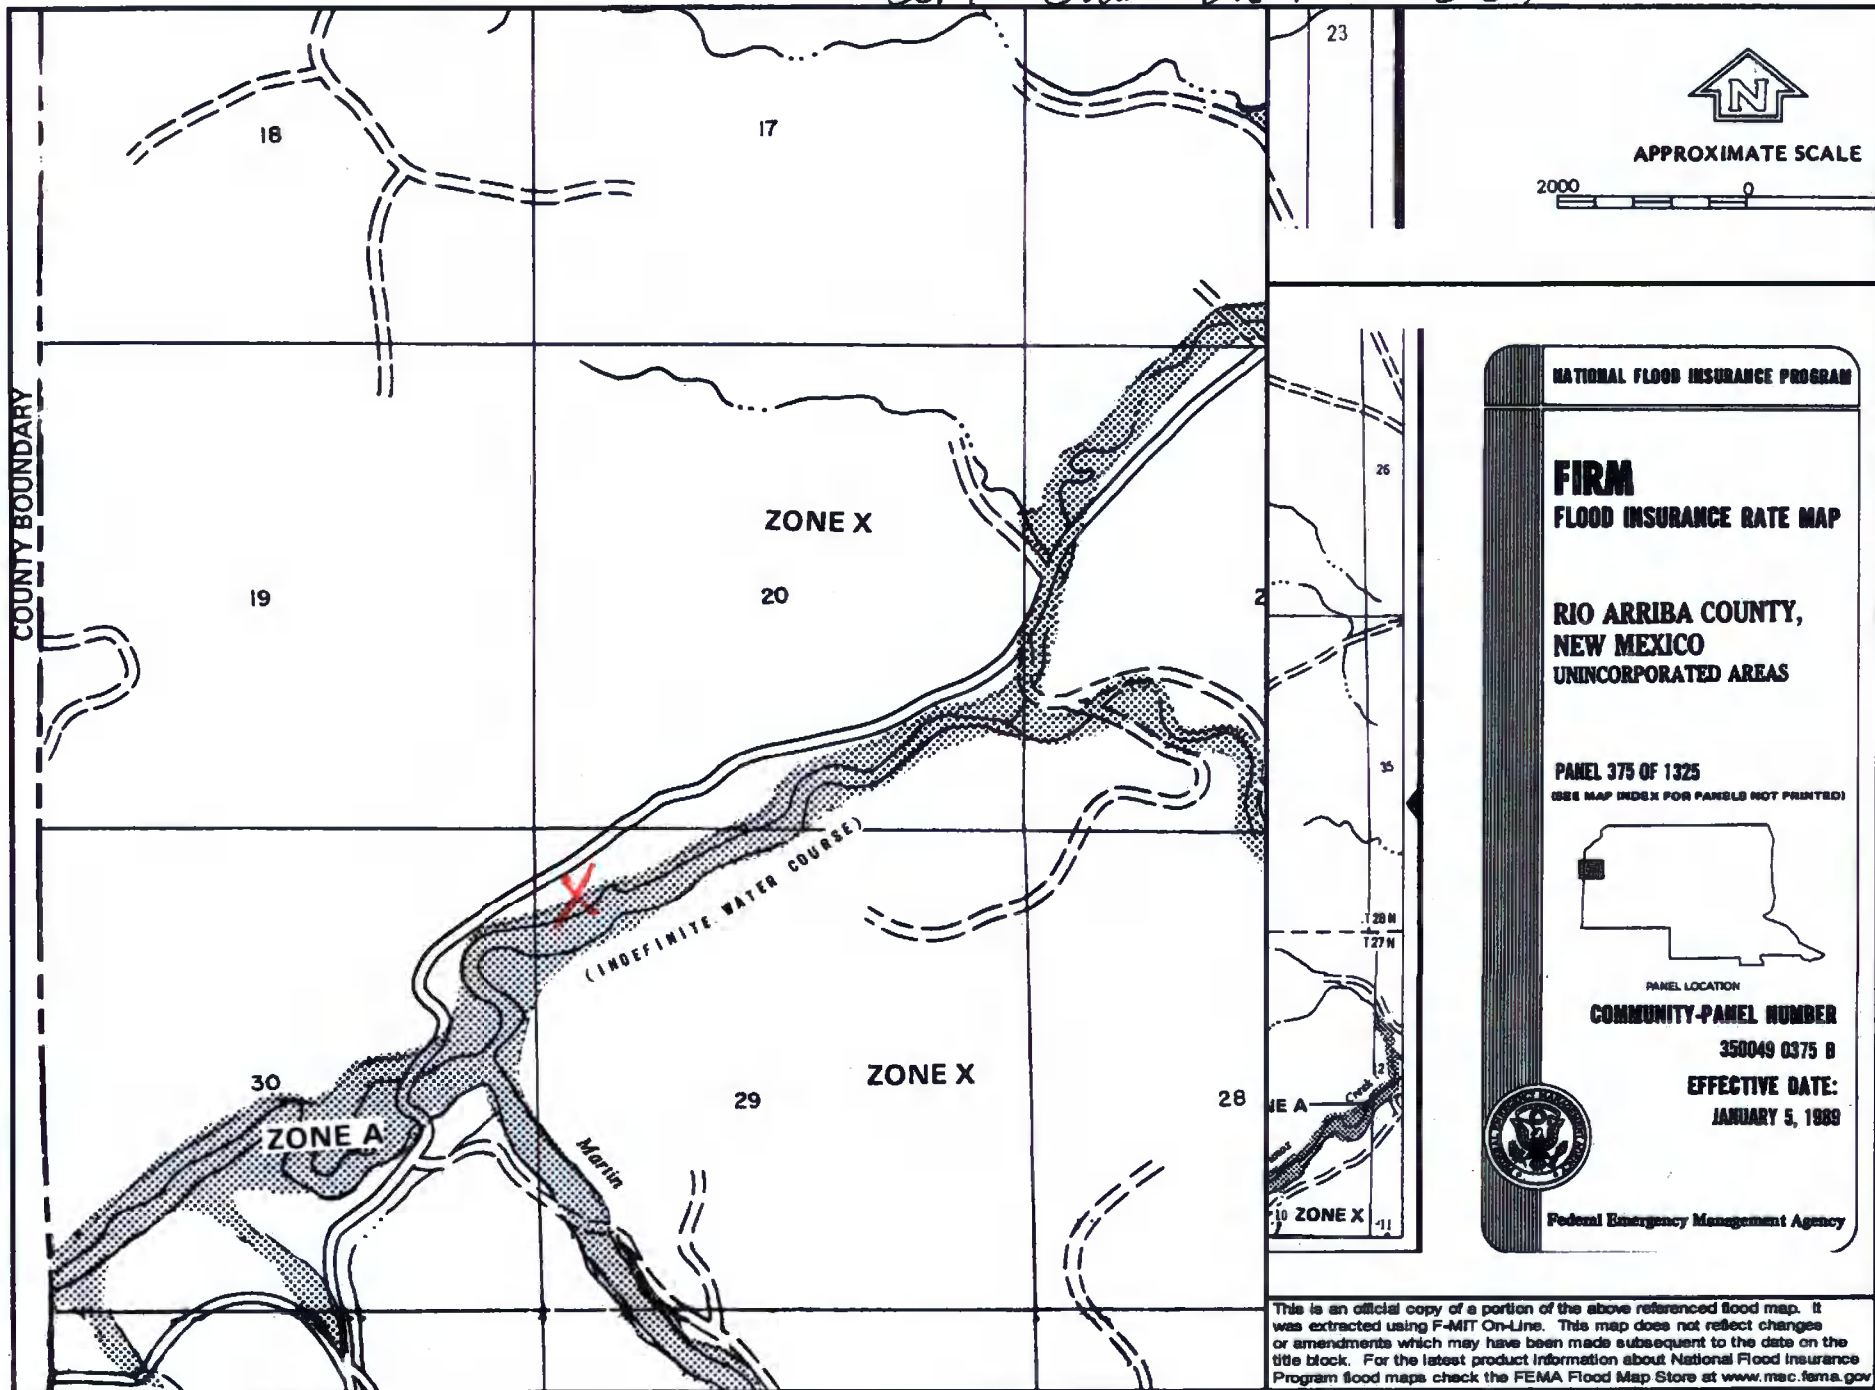 23
18
17
APPROXIMATE SCALE
2000 0
N
COUNTY BOUNDARY
NATIONAL FLOOD INSURANCE PROGRAM
FIRM
FLOOD INSURANCE RATE MAP
RIO ARRIBA COUNTY,
NEW MEXICO
UNINCORPORATED AREAS
PANEL 375 OF 1325
(SEE MAP INDEX FOR PANELS NOT PRINTED)
PANEL LOCATION
COMMUNITY-PANEL NUMBER
350049 0375 B
EFFECTIVE DATE:
JANUARY 5, 1989
Federal Emergency Management Agency
ZONE X
19
20
2
26
35
X
(INDEFINITE WATER COURSE)
T28N
T27N
ZONE X
30
29
28
ZONE A
Martin
NE A
Creek
12
10 ZONE X 11
This is an official copy of a portion of the above referenced flood map. It
was extracted using F-MIT On-Line. This map does not reflect changes
or amendments which may have been made subsequent to the date on the
title block. For the latest product information about National Flood Insurance
Program flood maps check the FEMA Flood Map Store at www.msc.fema.gov